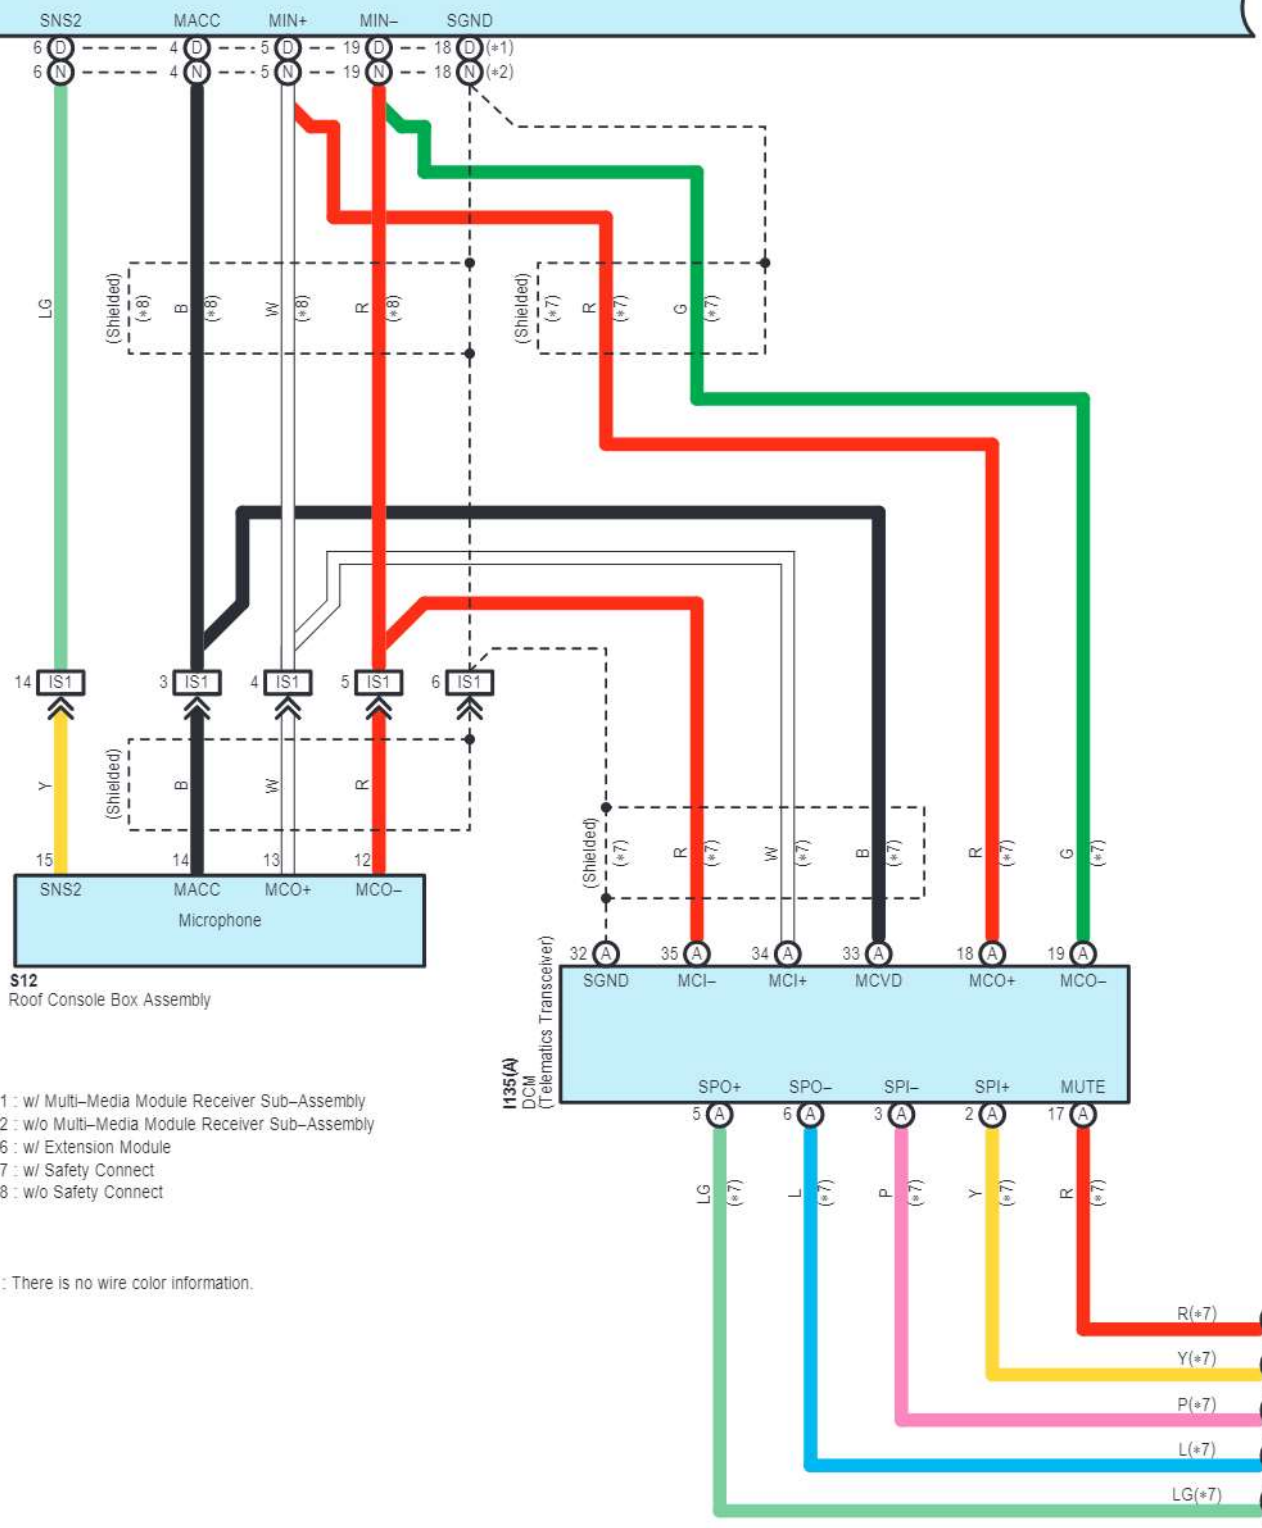 SNS2 MACC MIN+ MIN– SGND
6 D 4 D 5 D 19 D 18 D (*1)
6 N 4 N 5 N 19 N 18 N (*2)
LG
(Shielded)
(*8)
B
(*8)
W
(*8)
R
(*8)
(Shielded)
(*7)
R
(*7)
G
(*7)
14 IS1 3 IS1 4 IS1 5 IS1 6 IS1
Y
(Shielded)
B
W
R
15 14 13 12
SNS2 MACC MCO+ MCO–
Microphone
S12
Roof Console Box Assembly
(Shielded)
(*7)
R
(*7)
W
(*7)
B
(*7)
R
(*7)
G
(*7)
32 A 35 A 34 A 33 A 18 A 19 A
SGND MCI– MCI+ MCVD MCO+ MCO–
I135(A)
DCM
(Telematics Transceiver)
SPO+ SPO– SPI– SPI+ MUTE
5 A 6 A 3 A 2 A 17 A
LG
(*7)
L
(*7)
P
(*7)
Y
(*7)
R
(*7)
1 : w/ Multi–Media Module Receiver Sub–Assembly
2 : w/o Multi–Media Module Receiver Sub–Assembly
6 : w/ Extension Module
7 : w/ Safety Connect
8 : w/o Safety Connect
: There is no wire color information.
R(*7)
Y(*7)
P(*7)
L(*7)
LG(*7)